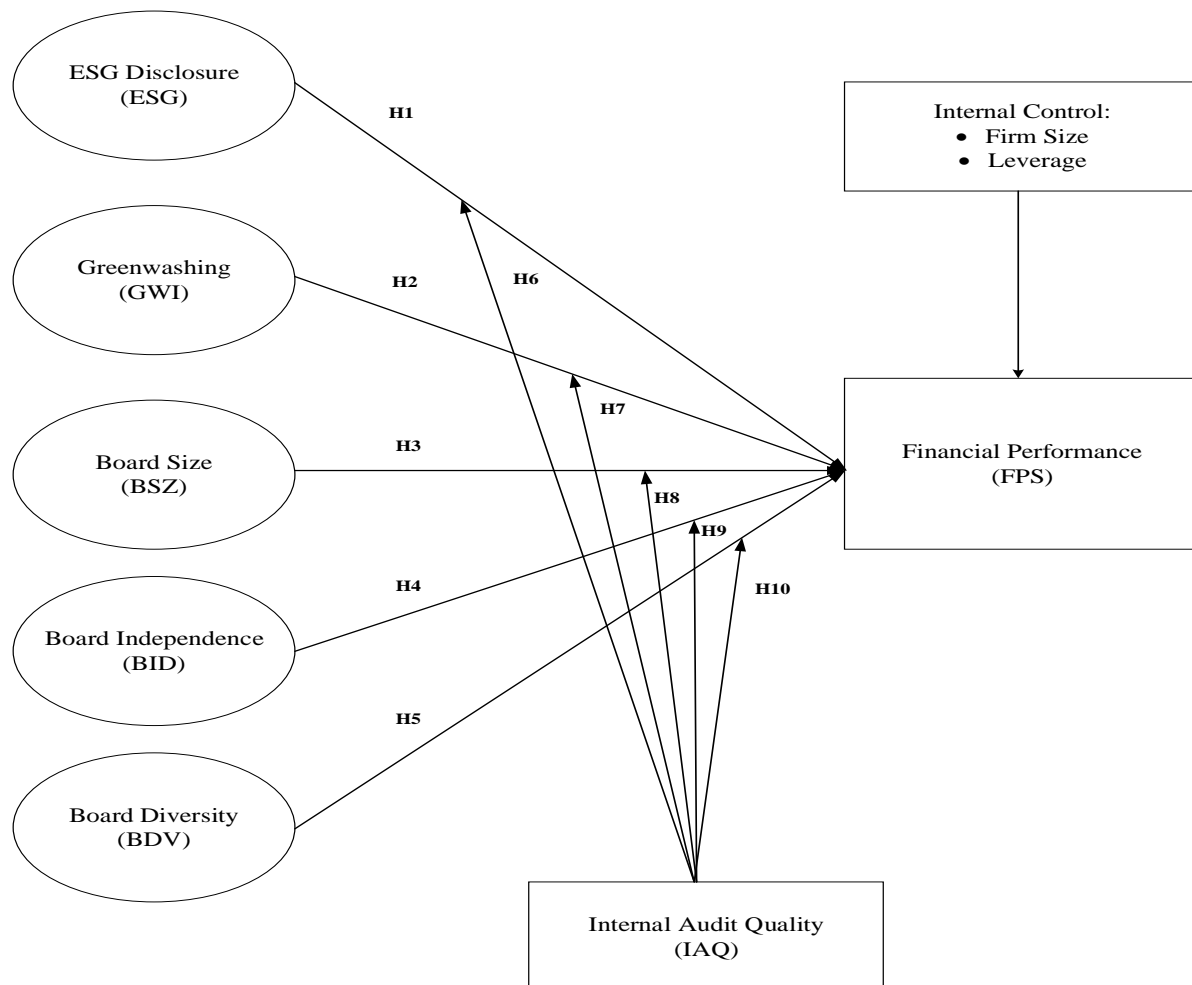 ESG Disclosure
(ESG)
H1
Internal Control:
• Firm Size
• Leverage
Greenwashing
(GWI)
H2
H6
H7
Board Size
(BSZ)
H3
H8
Financial Performance
(FPS)
H9
Board Independence
(BID)
H4
H10
H5
Board Diversity
(BDV)
Internal Audit Quality
(IAQ)